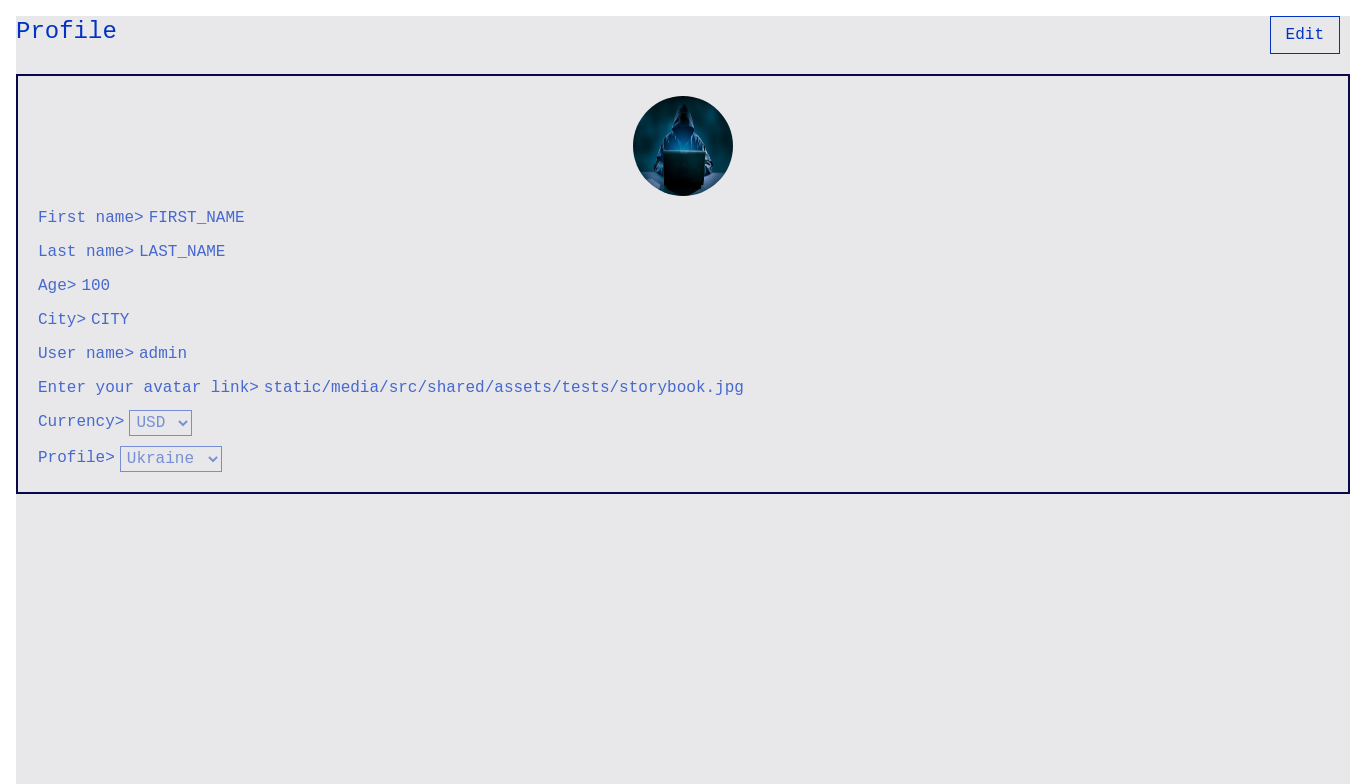 Profile
Edit
First name> FIRST_NAME
Last name> LAST_NAME
Age> 100
City> CITY
User name> admin
Enter your avatar link> static/media/src/shared/assets/tests/storybook.jpg
Currency> USD
Profile> Ukraine